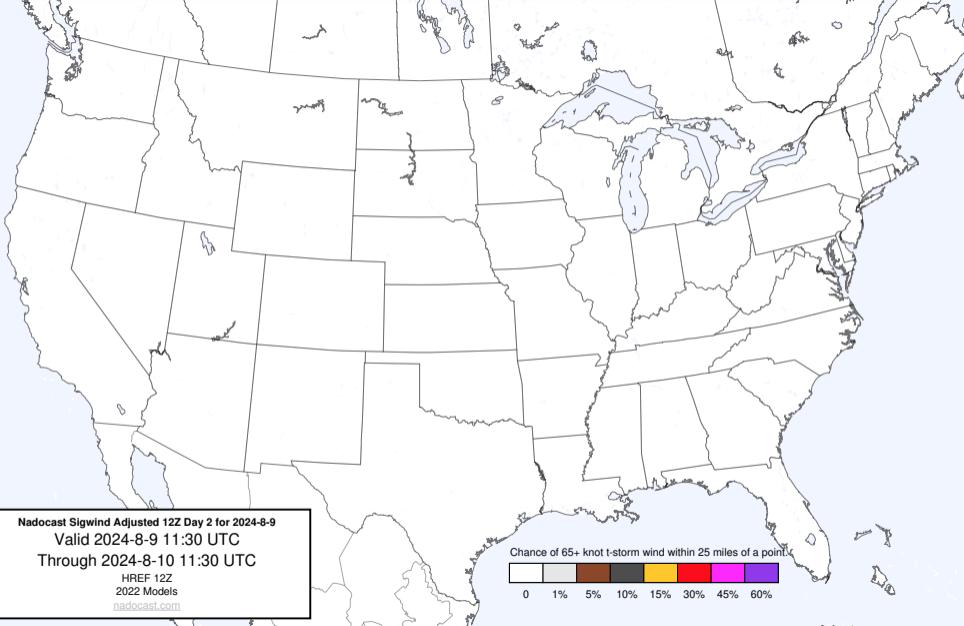 Nadocast Sigwind Adjusted 12Z Day 2 for 2024-8-9
Valid 2024-8-9 11:30 UTC
Through 2024-8-10 11:30 UTC
HREF 12Z
2022 Models
nadocast.com
Chance of 65+ knot t-storm wind within 25 miles of a point.
0 1% 5% 10% 15% 30% 45% 60%